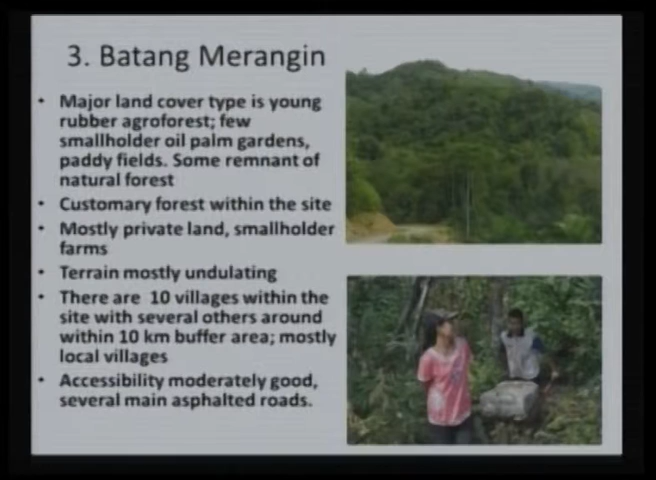 3. Batang Merangin
• Major land cover type is young
rubber agroforest; few
smallholder oil palm gardens,
paddy fields. Some remnant of
natural forest
• Customary forest within the site
• Mostly private land, smallholder
farms
• Terrain mostly undulating
• There are 10 villages within the
site with several others around
within 10 km buffer area; mostly
local villages
• Accessibility moderately good,
several main asphalted roads.